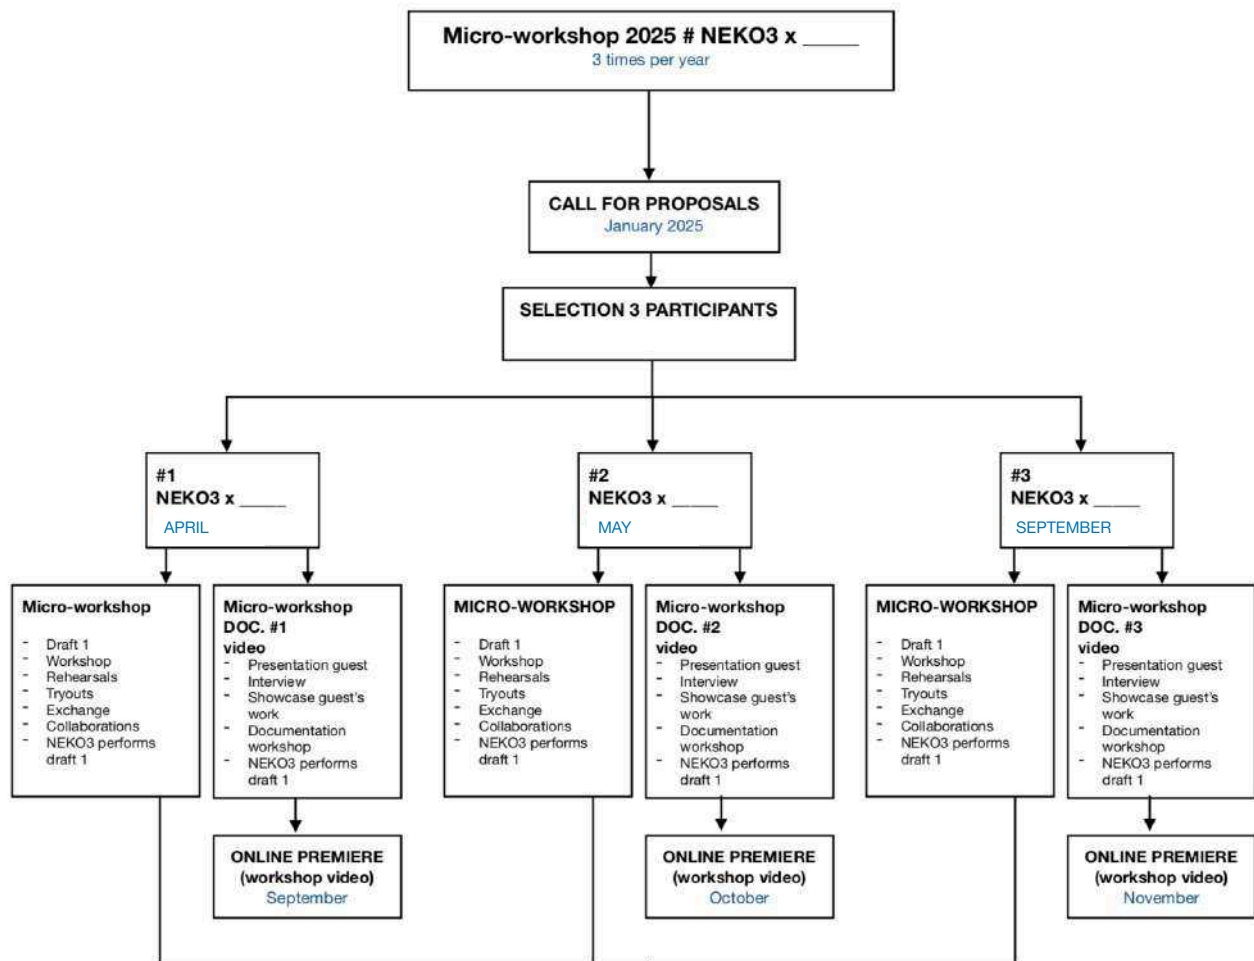 Micro-workshop 2025 # NEKO3 x _____
3 times per year
CALL FOR PROPOSALS
January 2025
SELECTION 3 PARTICIPANTS
#1
NEKO3 x _____
APRIL
#2
NEKO3 x _____
MAY
#3
NEKO3 x _____
SEPTEMBER
Micro-workshop
- Draft 1
- Workshop
- Rehearsals
- Tryouts
- Exchange
- Collaborations
- NEKO3 performs
draft 1
Micro-workshop
DOC. #1
video
- Presentation guest
- Interview
- Showcase guest's
work
- Documentation
workshop
- NEKO3 performs
draft 1
MICRO-WORKSHOP
- Draft 1
- Workshop
- Rehearsals
- Tryouts
- Exchange
- Collaborations
- NEKO3 performs
draft 1
Micro-workshop
DOC. #2
video
- Presentation guest
- Interview
- Showcase guest's
work
- Documentation
workshop
- NEKO3 performs
draft 1
MICRO-WORKSHOP
- Draft 1
- Workshop
- Rehearsals
- Tryouts
- Exchange
- Collaborations
- NEKO3 performs
draft 1
Micro-workshop
DOC. #3
video
- Presentation guest
- Interview
- Showcase guest's
work
- Documentation
workshop
- NEKO3 performs
draft 1
ONLINE PREMIERE
(workshop video)
September
ONLINE PREMIERE
(workshop video)
October
ONLINE PREMIERE
(workshop video)
November